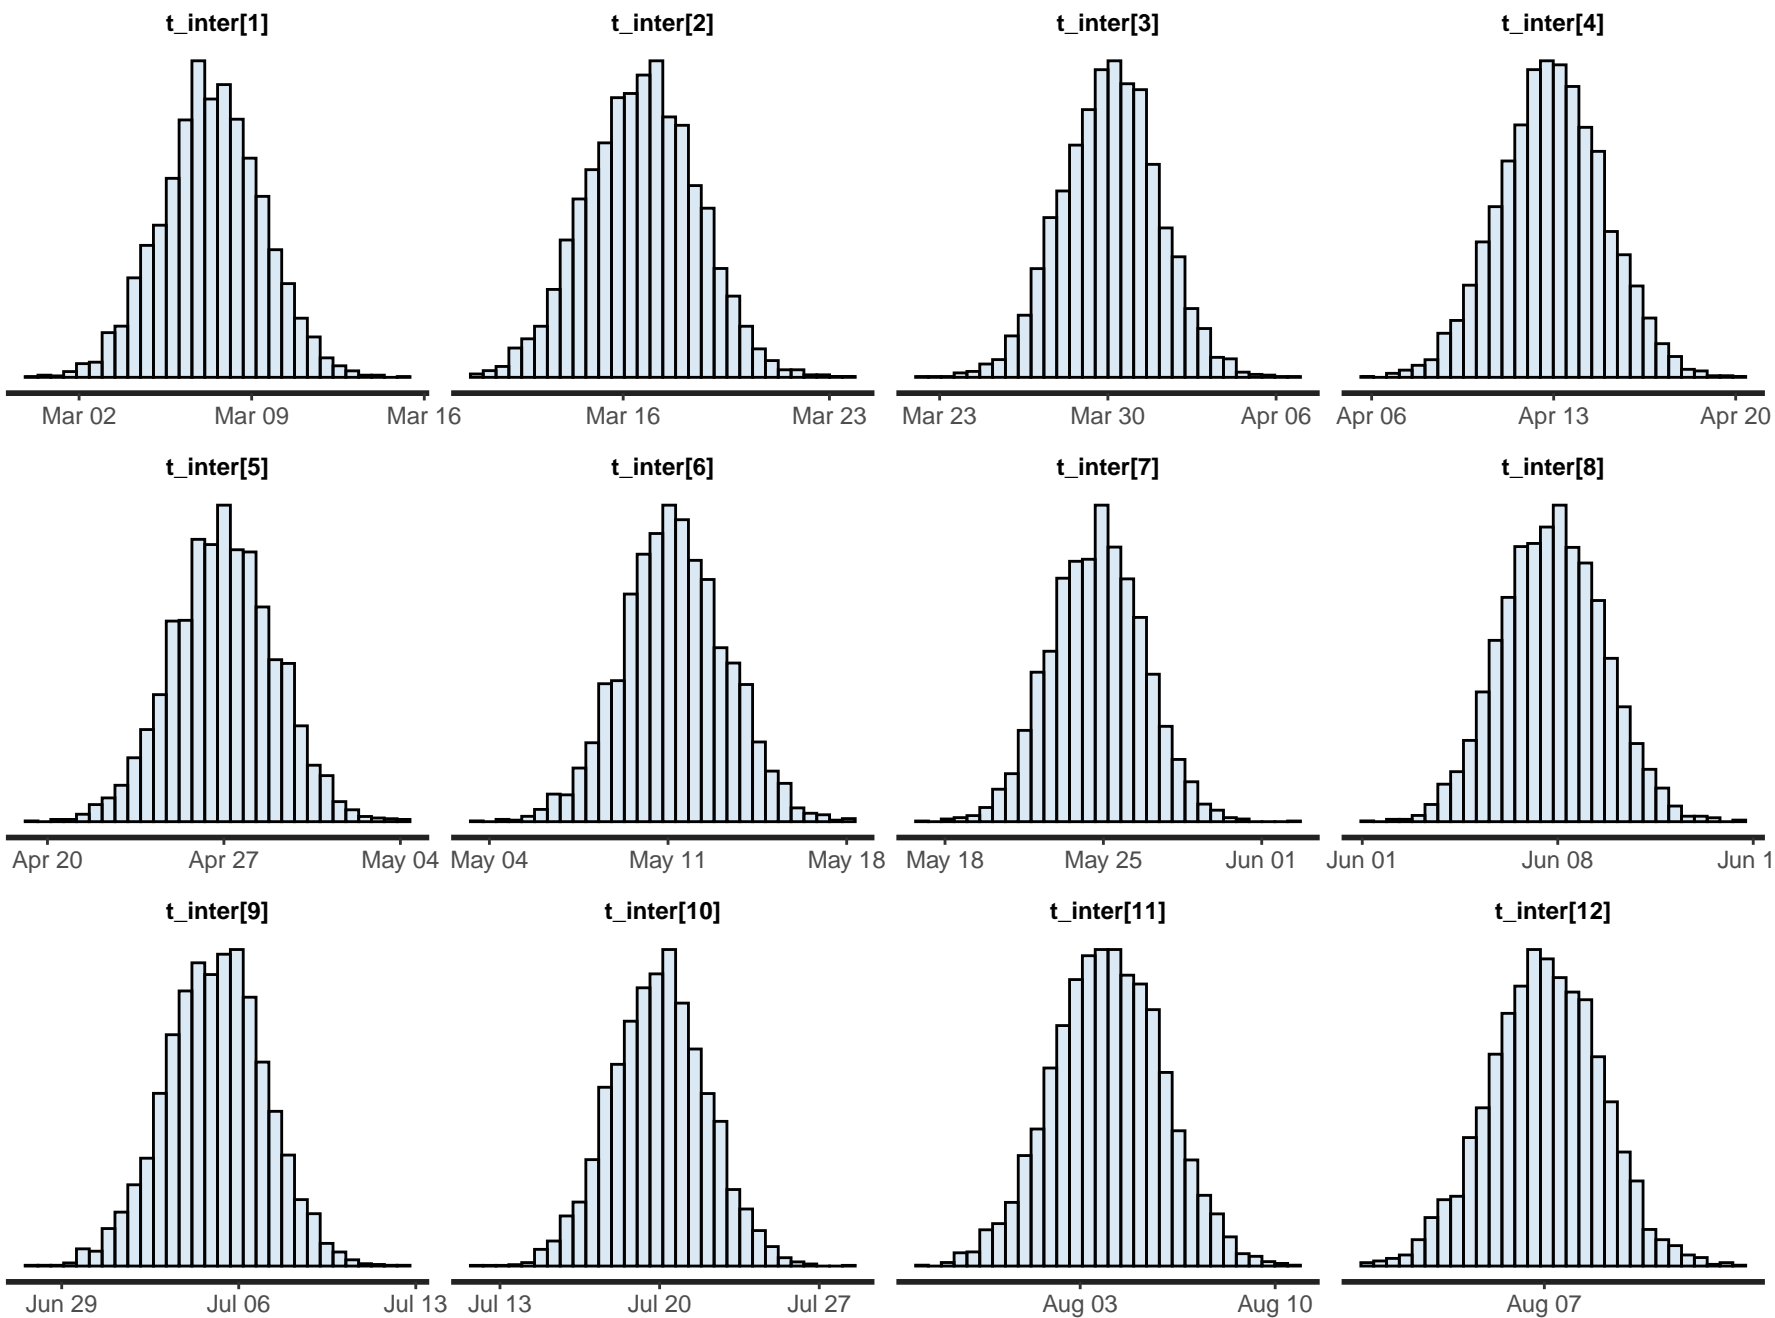 t_inter[1] t_inter[2] t_inter[3] t_inter[4]
Mar 02 Mar 09 Mar 16 Mar 16 Mar 23 Mar 23 Mar 30 Apr 06 Apr 06 Apr 13 Apr 20
t_inter[5] t_inter[6] t_inter[7] t_inter[8]
Apr 20 Apr 27 May 04 May 04 May 11 May 18 May 18 May 25 Jun 01 Jun 01 Jun 08 Jun 1
t_inter[9] t_inter[10] t_inter[11] t_inter[12]
Jun 29 Jul 06 Jul 13 Jul 13 Jul 20 Jul 27 Aug 03 Aug 10 Aug 07